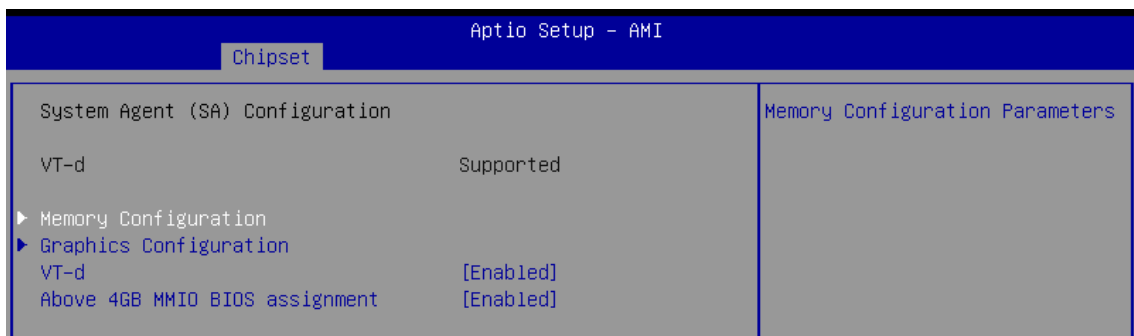 Aptio Setup – AMI
Chipset
System Agent (SA) Configuration
Memory Configuration Parameters
VT-d Supported
Memory Configuration
Graphics Configuration
VT-d [Enabled]
Above 4GB MMIO BIOS assignment [Enabled]